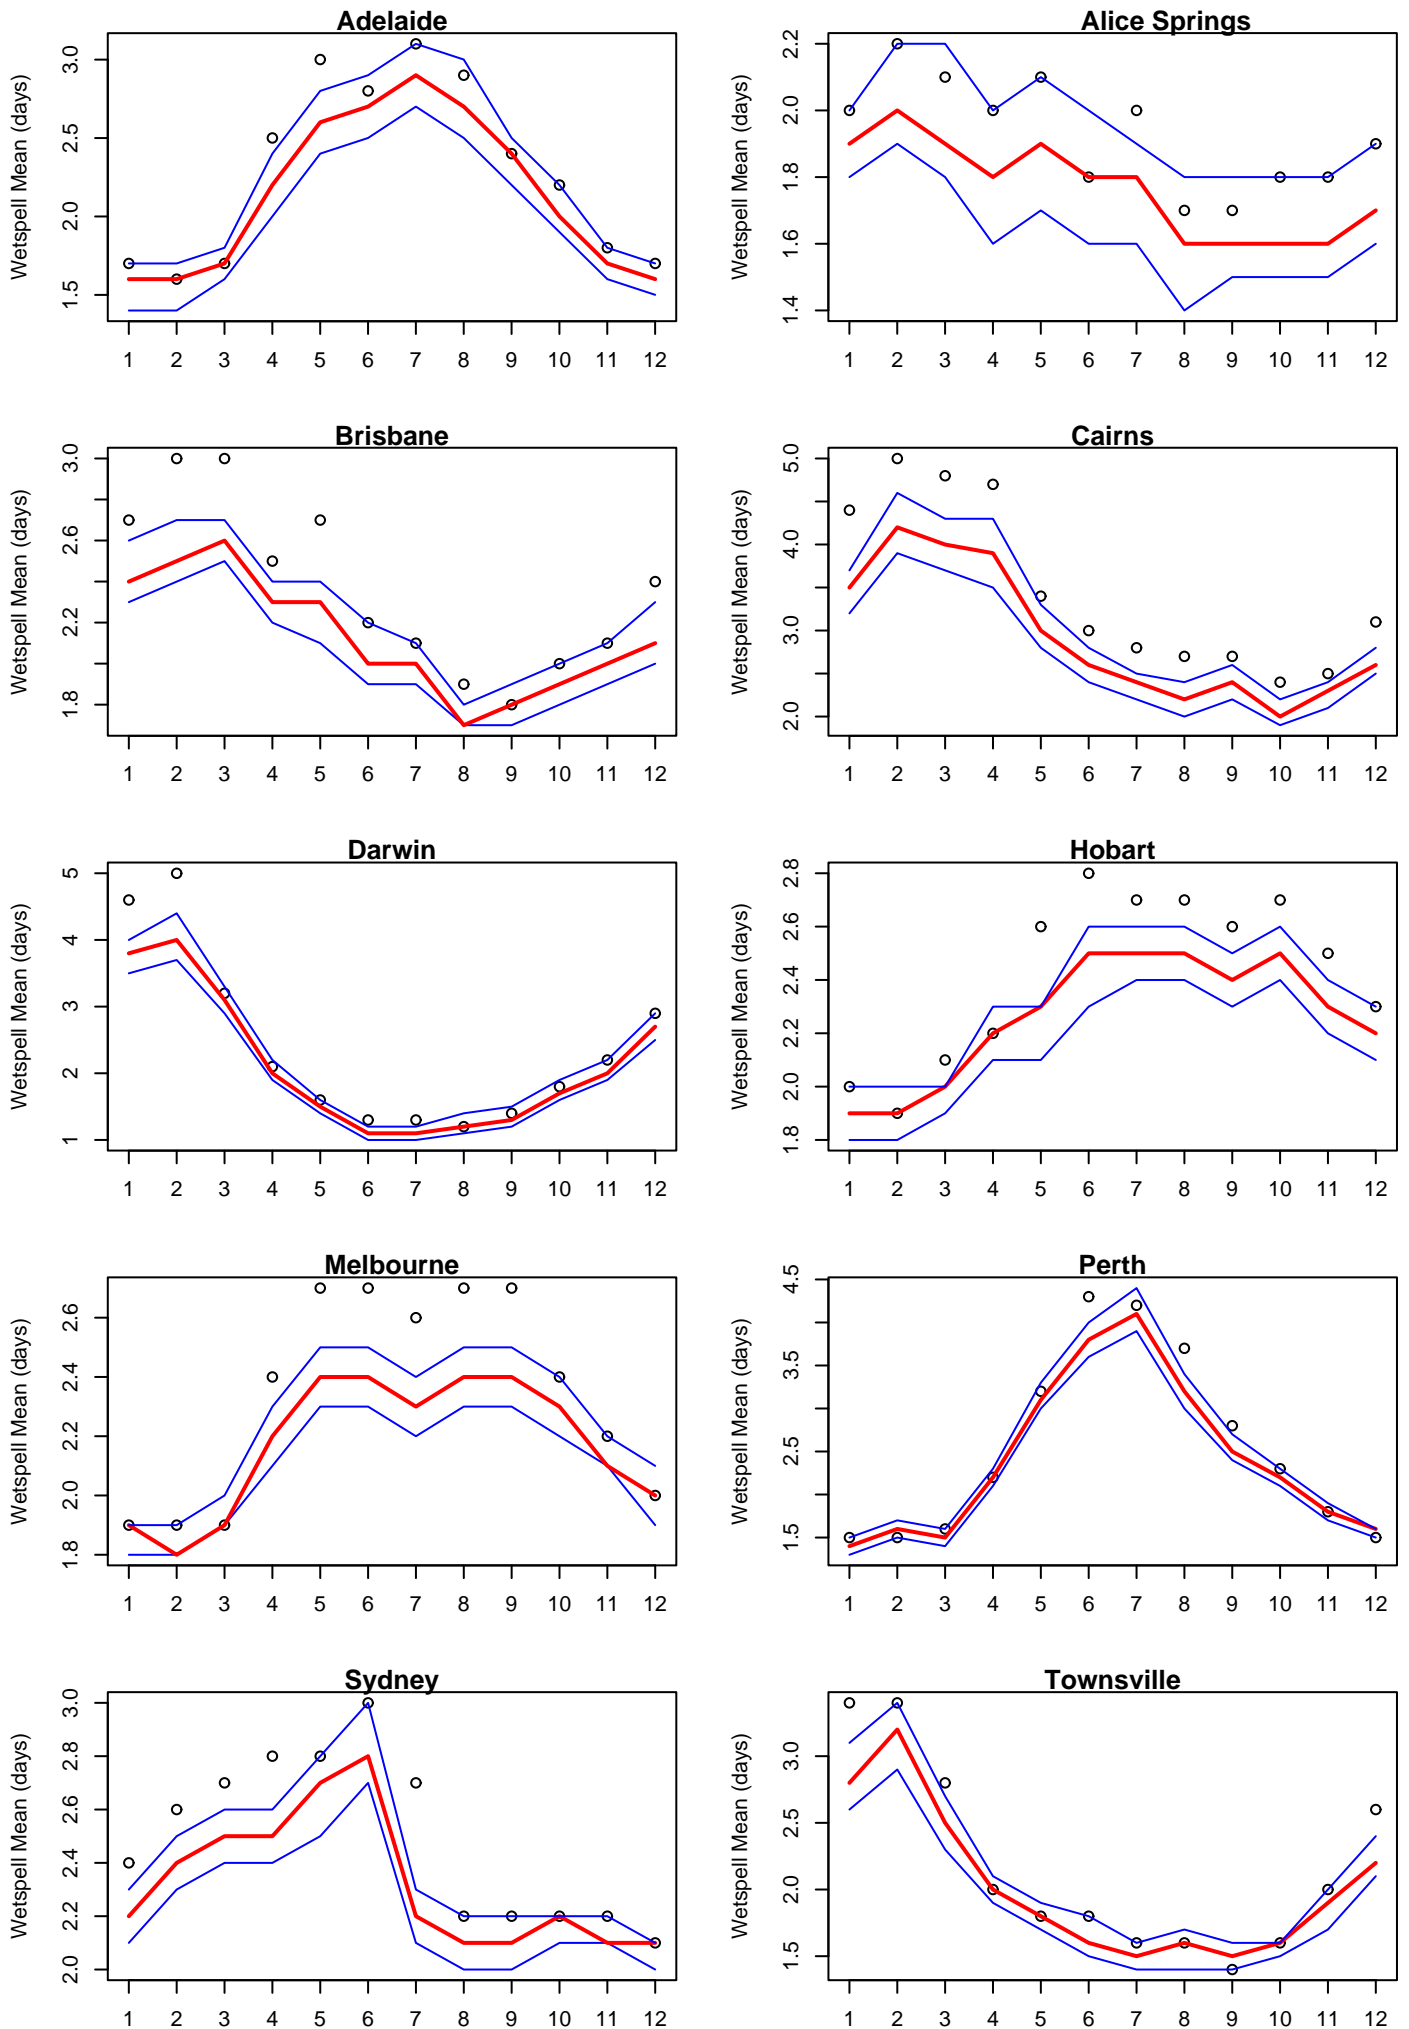 Adelaide
Wetspell Mean (days)
1.5 2.0 2.5 3.0
1 2 3 4 5 6 7 8 9 10 11 12
Alice Springs
Wetspell Mean (days)
1.4 1.6 1.8 2.0 2.2
1 2 3 4 5 6 7 8 9 10 11 12
Brisbane
Wetspell Mean (days)
1.8 2.2 2.6 3.0
1 2 3 4 5 6 7 8 9 10 11 12
Cairns
Wetspell Mean (days)
2.0 3.0 4.0 5.0
1 2 3 4 5 6 7 8 9 10 11 12
Darwin
Wetspell Mean (days)
1 2 3 4 5
1 2 3 4 5 6 7 8 9 10 11 12
Hobart
Wetspell Mean (days)
1.8 2.0 2.2 2.4 2.6 2.8
1 2 3 4 5 6 7 8 9 10 11 12
Melbourne
Wetspell Mean (days)
1.8 2.0 2.2 2.4 2.6
1 2 3 4 5 6 7 8 9 10 11 12
Perth
Wetspell Mean (days)
1.5 2.5 3.5 4.5
1 2 3 4 5 6 7 8 9 10 11 12
Sydney
Wetspell Mean (days)
2.0 2.2 2.4 2.6 2.8 3.0
1 2 3 4 5 6 7 8 9 10 11 12
Townsville
Wetspell Mean (days)
1.5 2.0 2.5 3.0
1 2 3 4 5 6 7 8 9 10 11 12